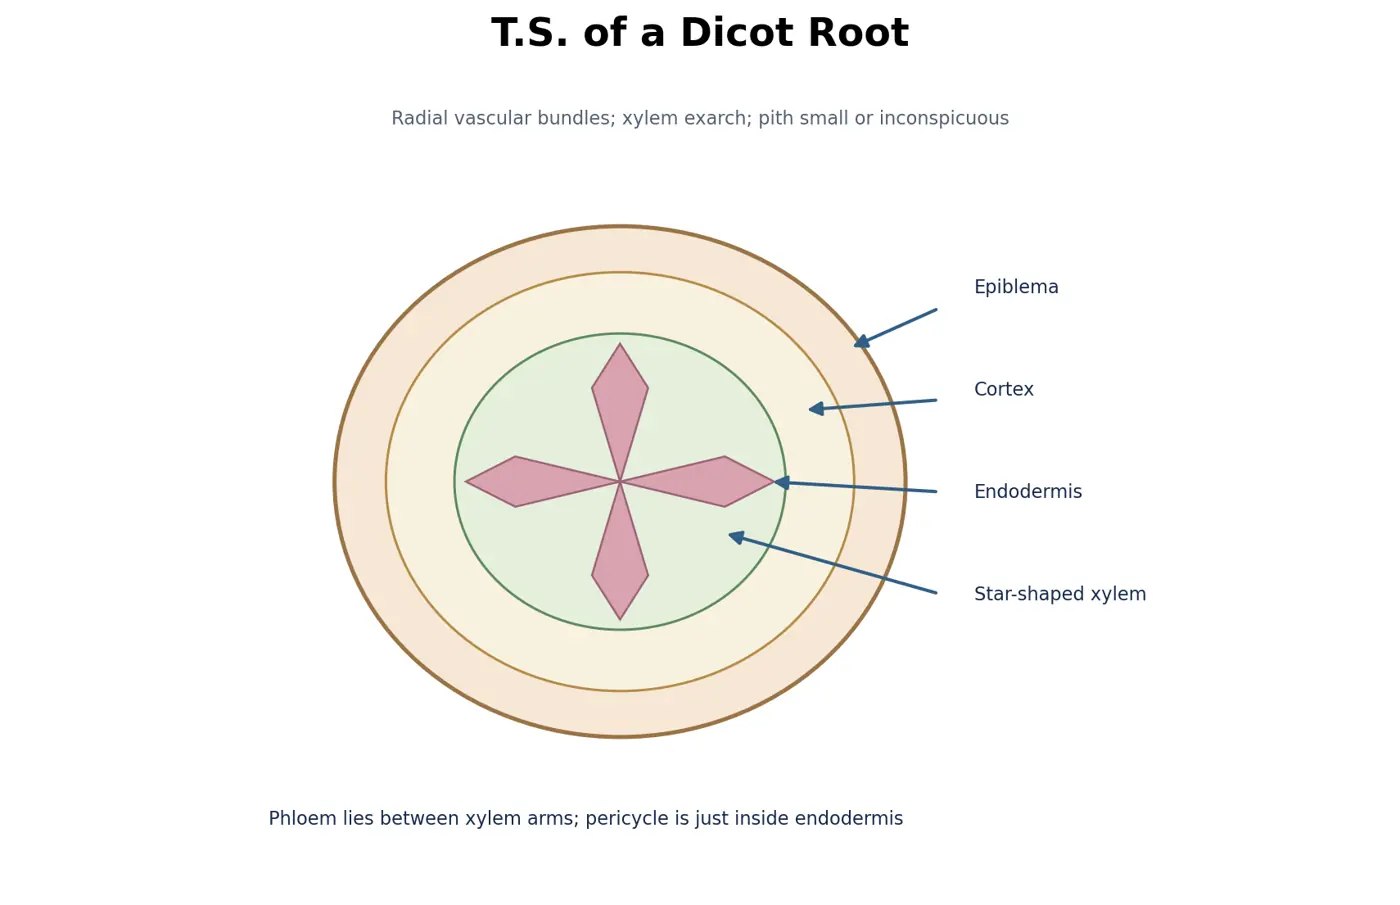 T.S. of a Dicot Root
Radial vascular bundles; xylem exarch; pith small or inconspicuous
Epiblema
Cortex
Endodermis
Star-shaped xylem
Phloem lies between xylem arms; pericycle is just inside endodermis